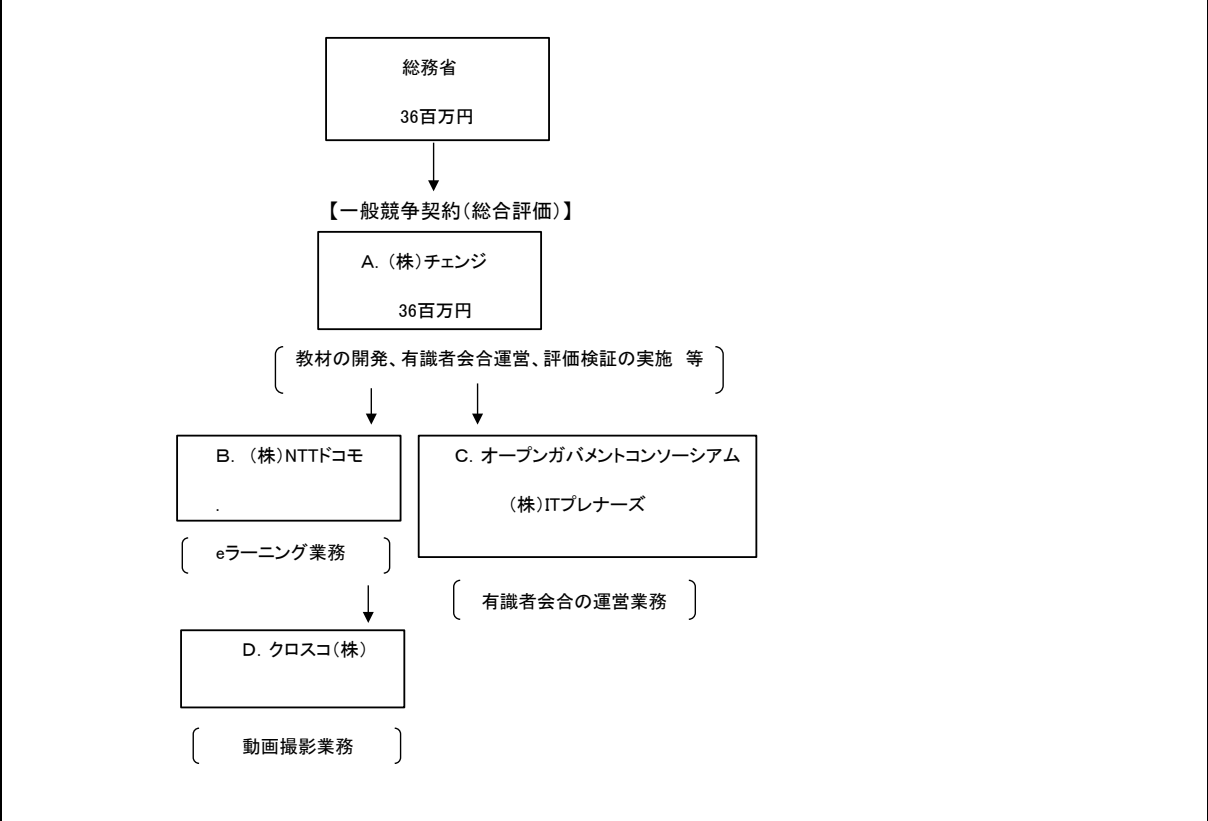 総務省
36百万円
【一般競争契約（総合評価）】
A．（株）チェンジ
36百万円
教材の開発、有識者会合運営、評価検証の実施　等
B．（株）NTTドコモ
.
C．オープンガバメントコンソーシアム
（株）ITプレナーズ
eラーニング業務
有識者会合の運営業務
D．クロスコ（株）
動画撮影業務